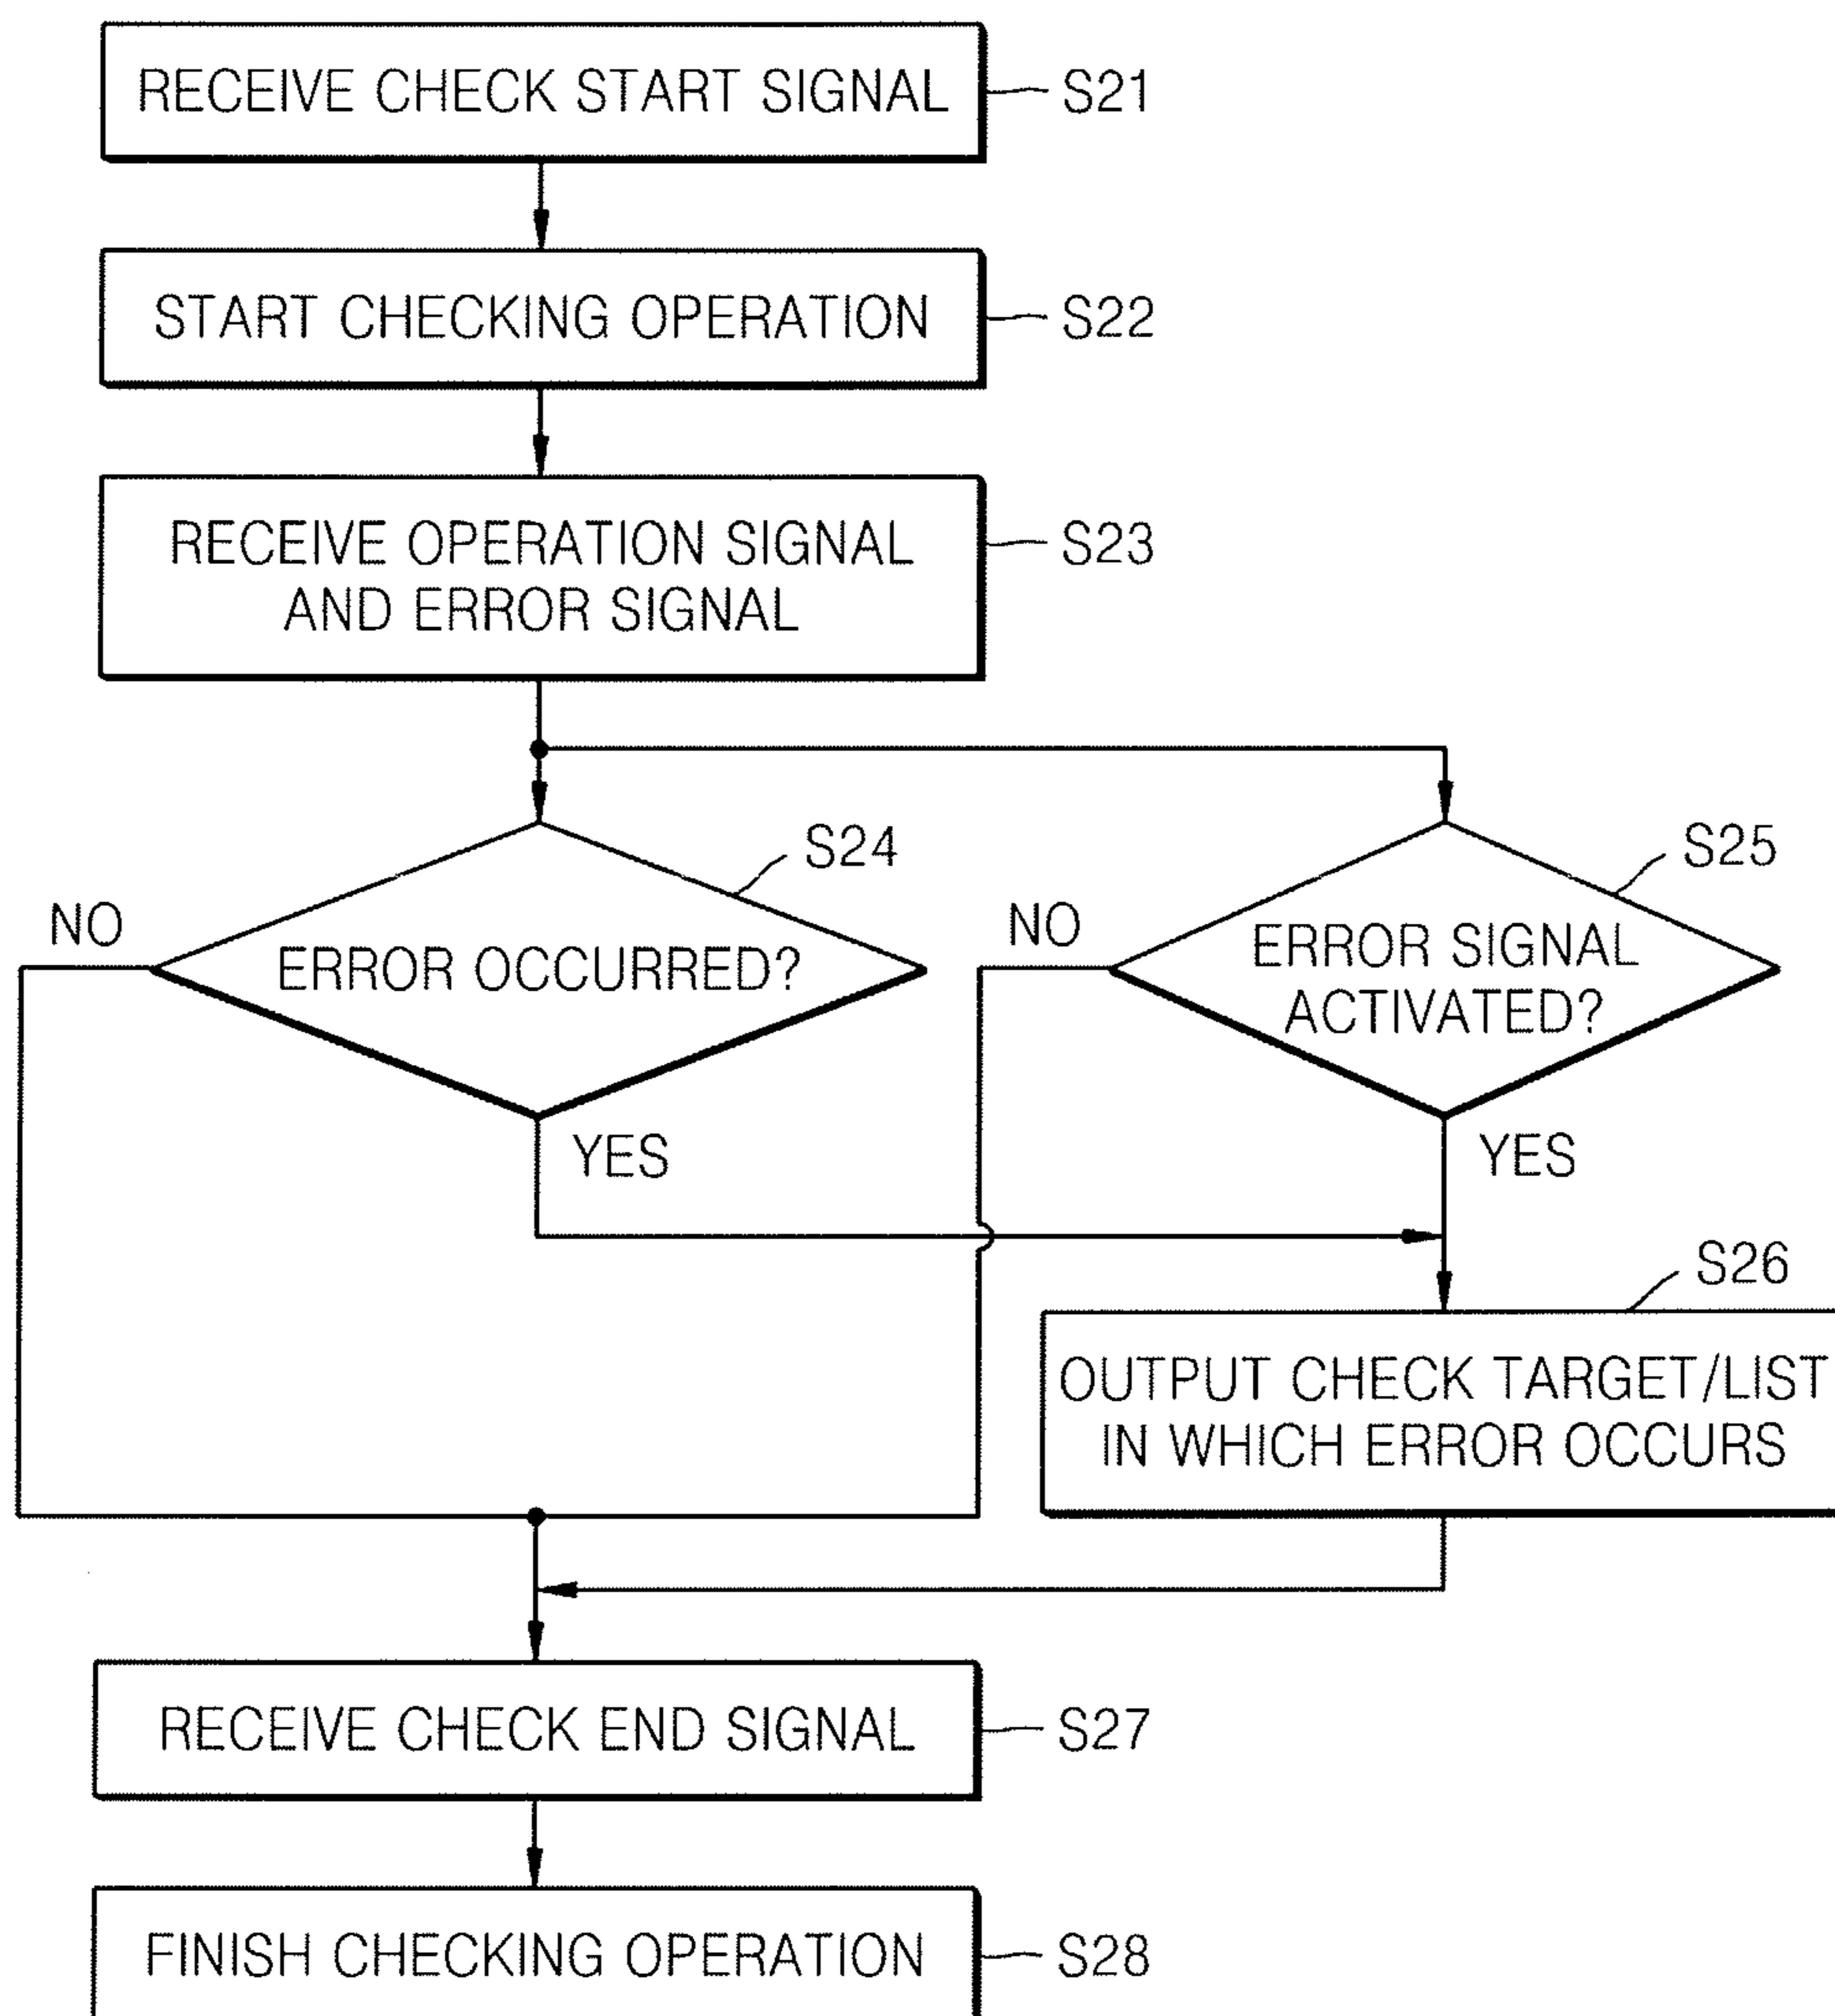 RECEIVE CHECK START SIGNAL
S21
START CHECKING OPERATION
S22
RECEIVE OPERATION SIGNAL
AND ERROR SIGNAL
S23
S24
S25
NO
ERROR OCCURRED?
NO
ERROR SIGNAL
ACTIVATED?
YES
YES
S26
OUTPUT CHECK TARGET/LIST
IN WHICH ERROR OCCURS
RECEIVE CHECK END SIGNAL
S27
FINISH CHECKING OPERATION
S28